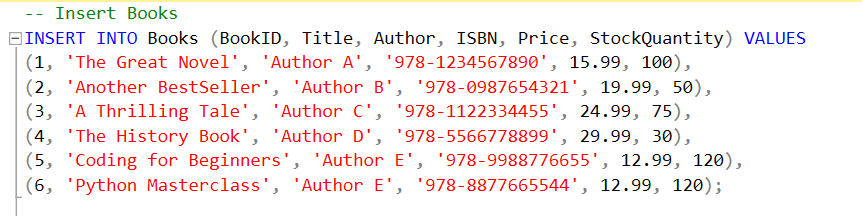 -- Insert Books
INSERT INTO Books (BookID, Title, Author, ISBN, Price, StockQuantity) VALUES
(1, 'The Great Novel', 'Author A', '978-1234567890', 15.99, 100),
(2, 'Another BestSeller', 'Author B', '978-0987654321', 19.99, 50),
(3, 'A Thrilling Tale', 'Author C', '978-1122334455', 24.99, 75),
(4, 'The History Book', 'Author D', '978-5566778899', 29.99, 30),
(5, 'Coding for Beginners', 'Author E', '978-9988776655', 12.99, 120),
(6, 'Python Masterclass', 'Author E', '978-8877665544', 12.99, 120);